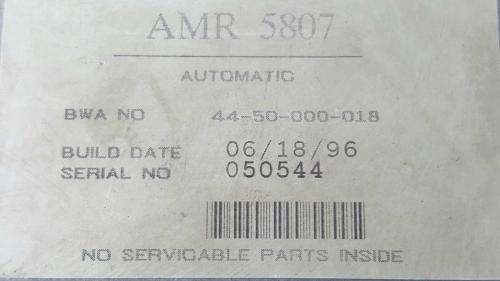 AMR 5807
AUTOMATIC
BWA NO 44-50-000-018
BUILD DATE 06/18/96
SERIAL NO 050544
NO SERVICABLE PARTS INSIDE